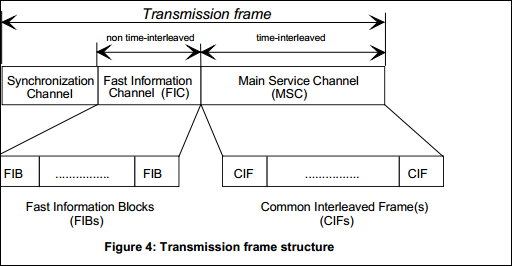 Transmission frame
non time-interleaved
time-interleaved
Synchronization
Channel
Fast Information
Channel (FIC)
Main Service Channel
(MSC)
FIB
................
FIB
CIF
................
CIF
Fast Information Blocks
(FIBs)
Common Interleaved Frame(s)
(CIFs)
Figure 4: Transmission frame structure